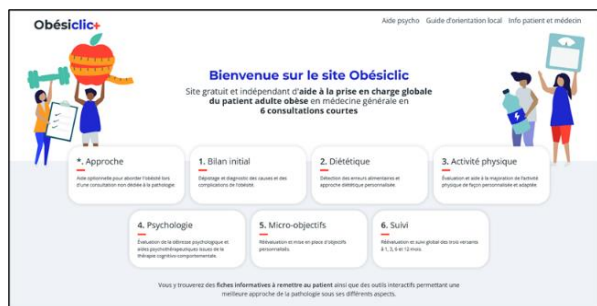 Obésiclic+
Aide psycho Guide d'orientation local Info patient et médecin
Bienvenue sur le site Obésiclic
Site gratuit et indépendant d'aide à la prise en charge globale
du patient adulte obèse en médecine générale en
6 consultations courtes
*. Approche
Aide optionnelle pour aborder l'obésité lors
d'une consultation non dédiée à la pathologie.
1. Bilan initial
Dépistage et diagnostic des causes et des
complications de l'obésité.
2. Diététique
Détection des erreurs alimentaires et
approche diététique personnalisée.
3. Activité physique
Évaluation et aide à la majoration de l'activité
physique de façon personnalisée et adaptée.
4. Psychologie
Évaluation de la détresse psychologique et
aides psychothérapeutiques issues de la
thérapie cognitivo-comportementale.
5. Micro-objectifs
Réévaluation et mise en place d'objectifs
personnalisés.
6. Suivi
Réévaluation et suivi global des trois versants
à 1, 3, 6 et 12 mois.
Vous y trouverez des fiches informatives à remettre au patient ainsi que des outils interactifs permettant une
meilleure approche de la pathologie sous ses différents aspects.